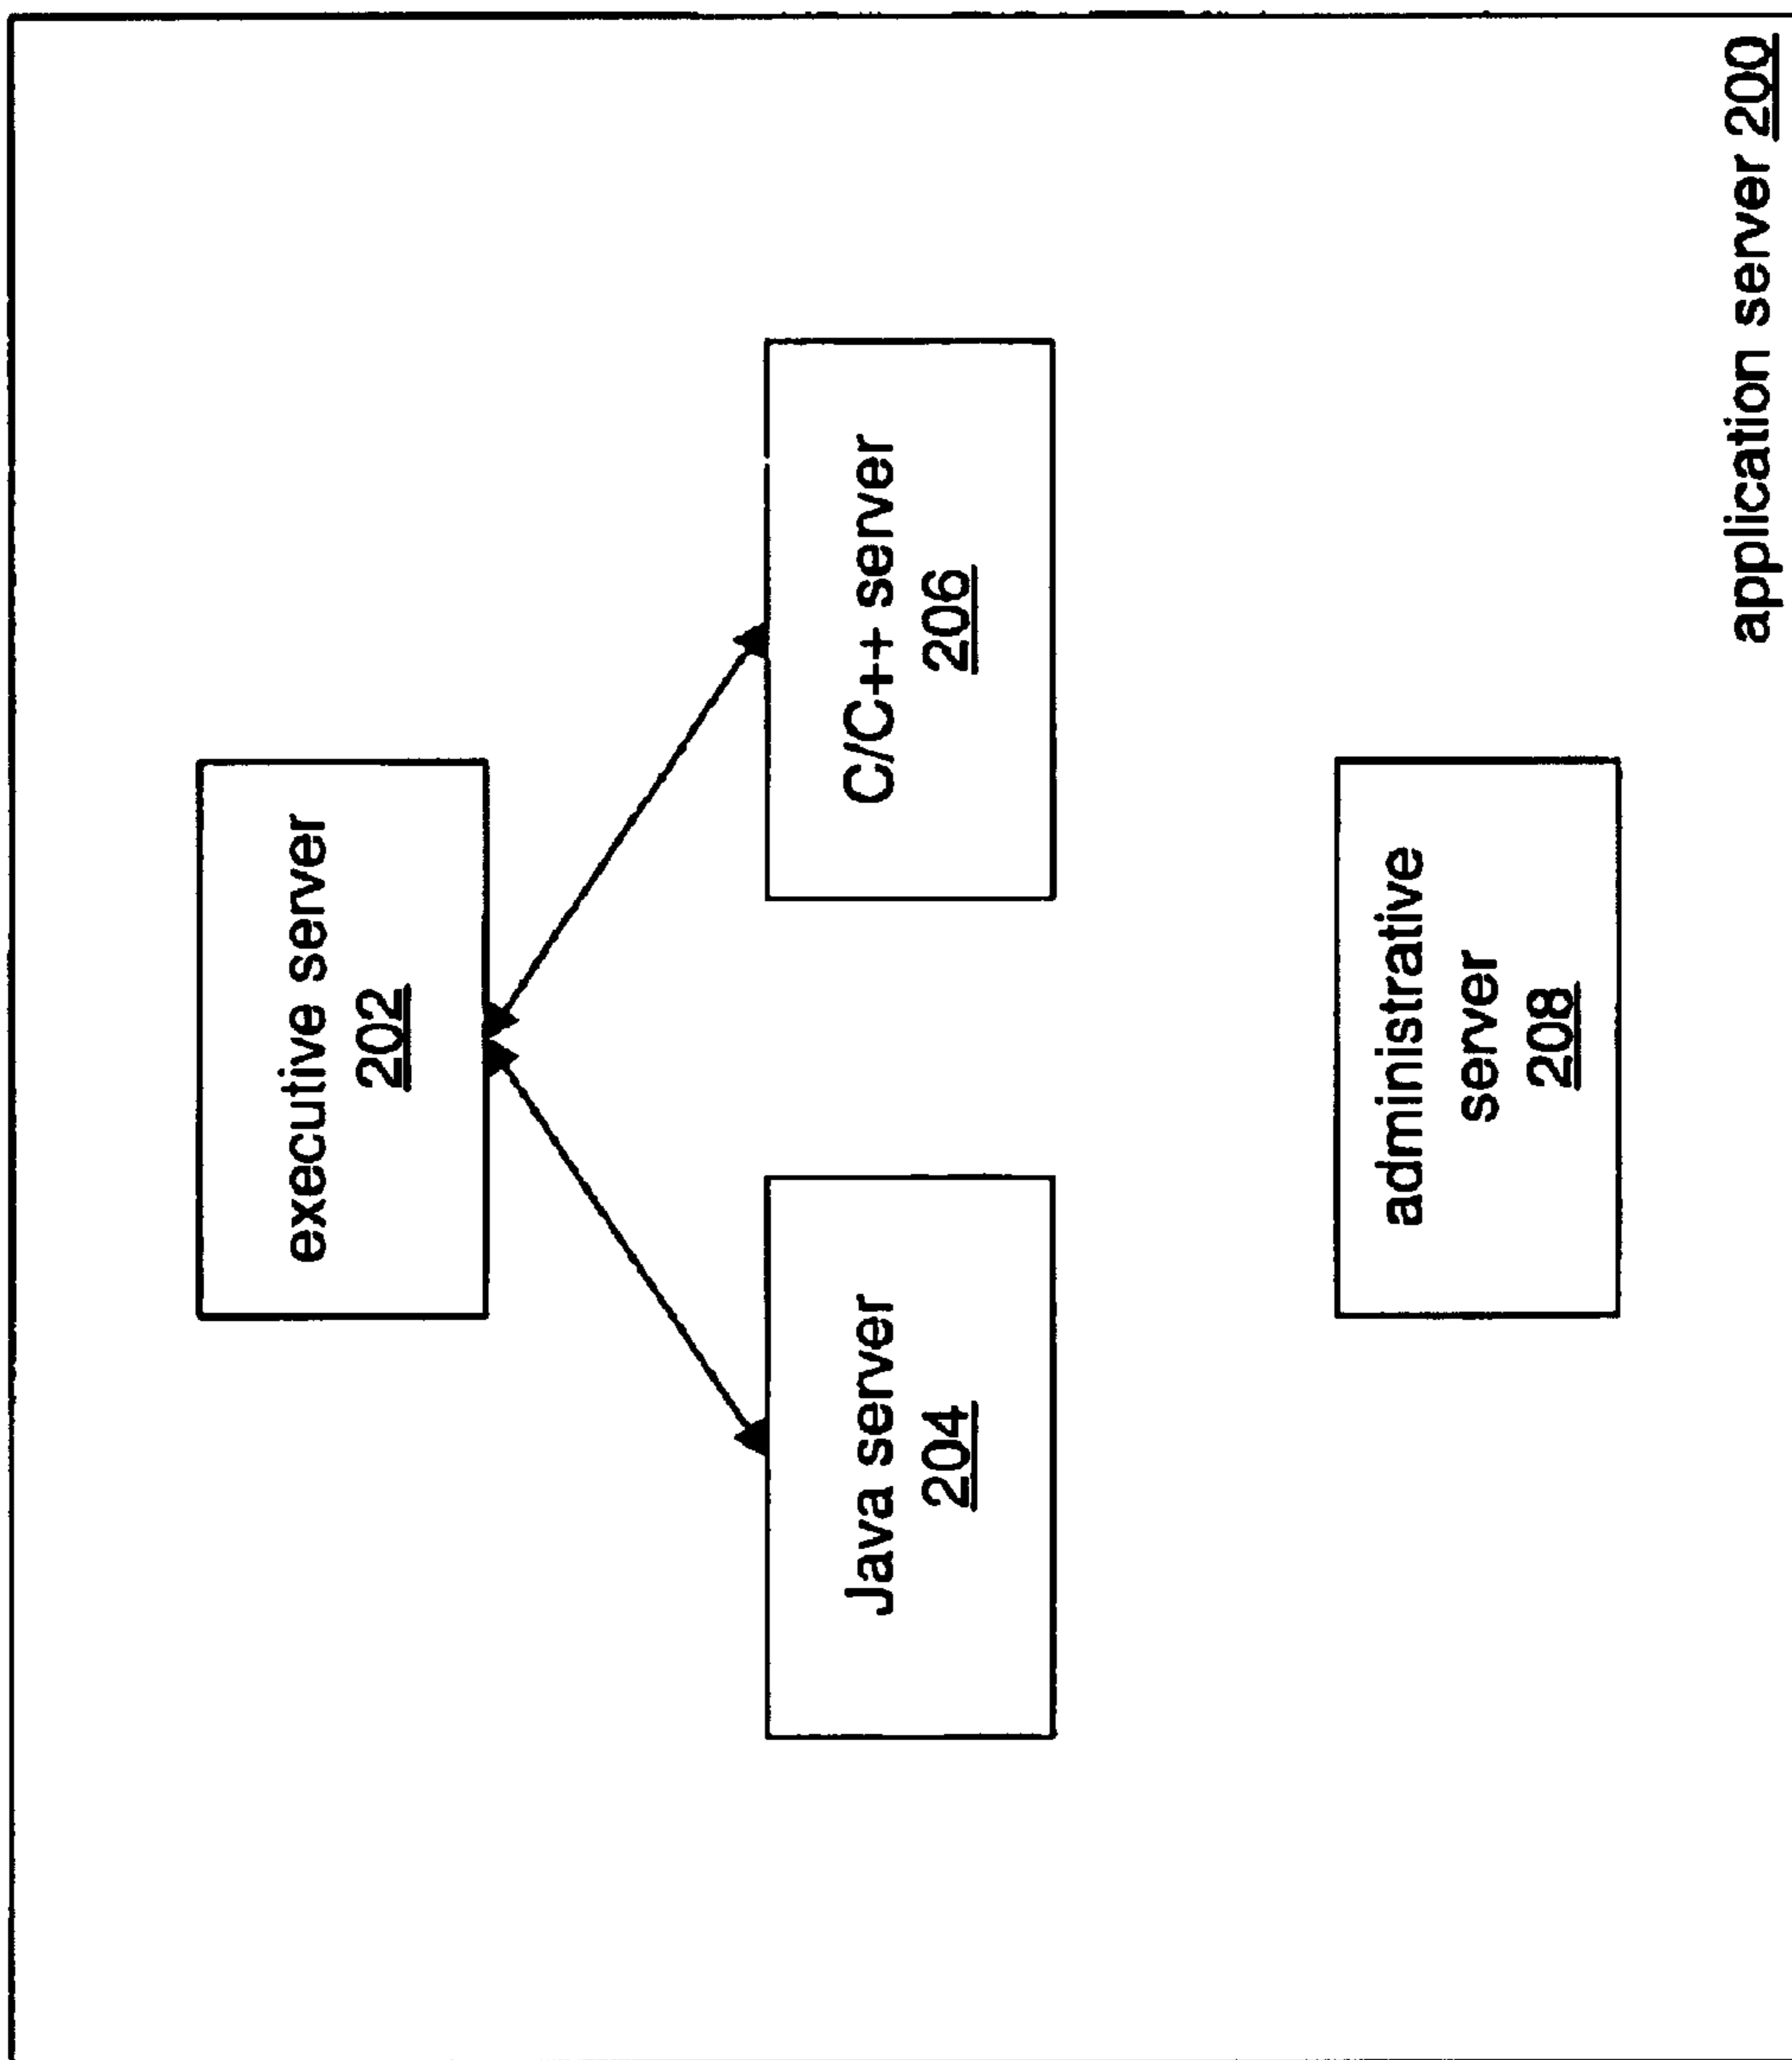 executive server
202
Java server
204
C/C++ server
206
administrative
server
208
application server 200